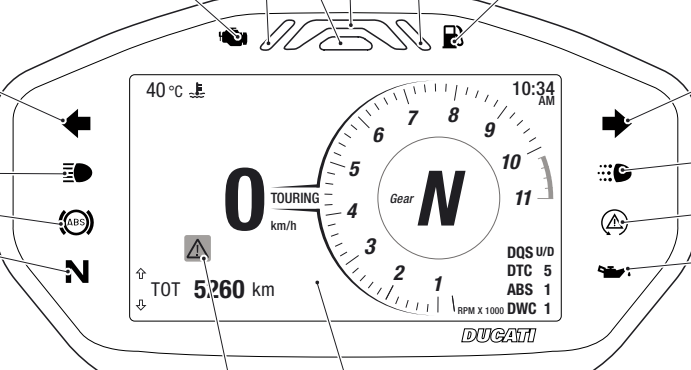 40 °C
10:34
AM
7
8
6
9
5
10
ABS
0
TOURING
Gear
N
11
km/h
4
3
N
2
1
DQS U/D
DTC 5
ABS 1
RPM X 1000 DWC 1
TOT 5260 km
DUCATI